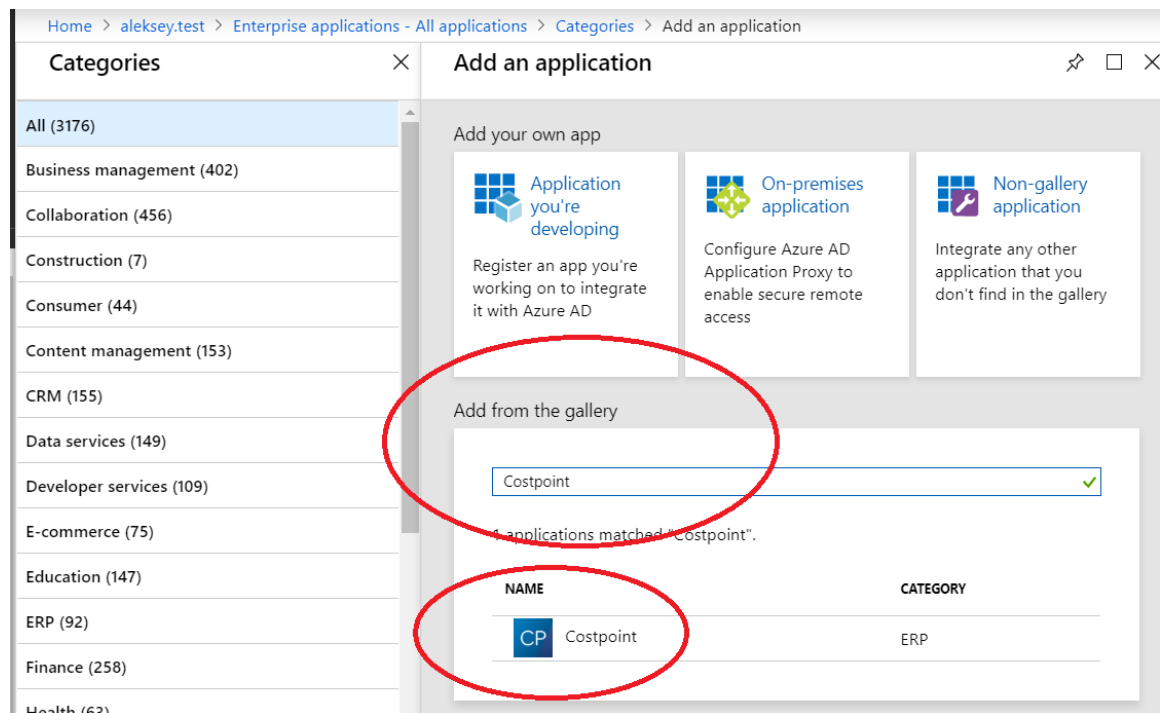 Home > aleksey.test > Enterprise applications - All applications > Categories > Add an application
Categories
All (3176)
Business management (402)
Collaboration (456)
Construction (7)
Consumer (44)
Content management (153)
CRM (155)
Data services (149)
Developer services (109)
E-commerce (75)
Education (147)
ERP (92)
Finance (258)
Health (63)
Add an application
Add your own app
Application
you're
developing
Register an app you're
working on to integrate
it with Azure AD
On-premises
application
Configure Azure AD
Application Proxy to
enable secure remote
access
Non-gallery
application
Integrate any other
application that you
don't find in the gallery
Add from the gallery
Costpoint
1 applications matched "Costpoint".
NAME CATEGORY
CP Costpoint ERP